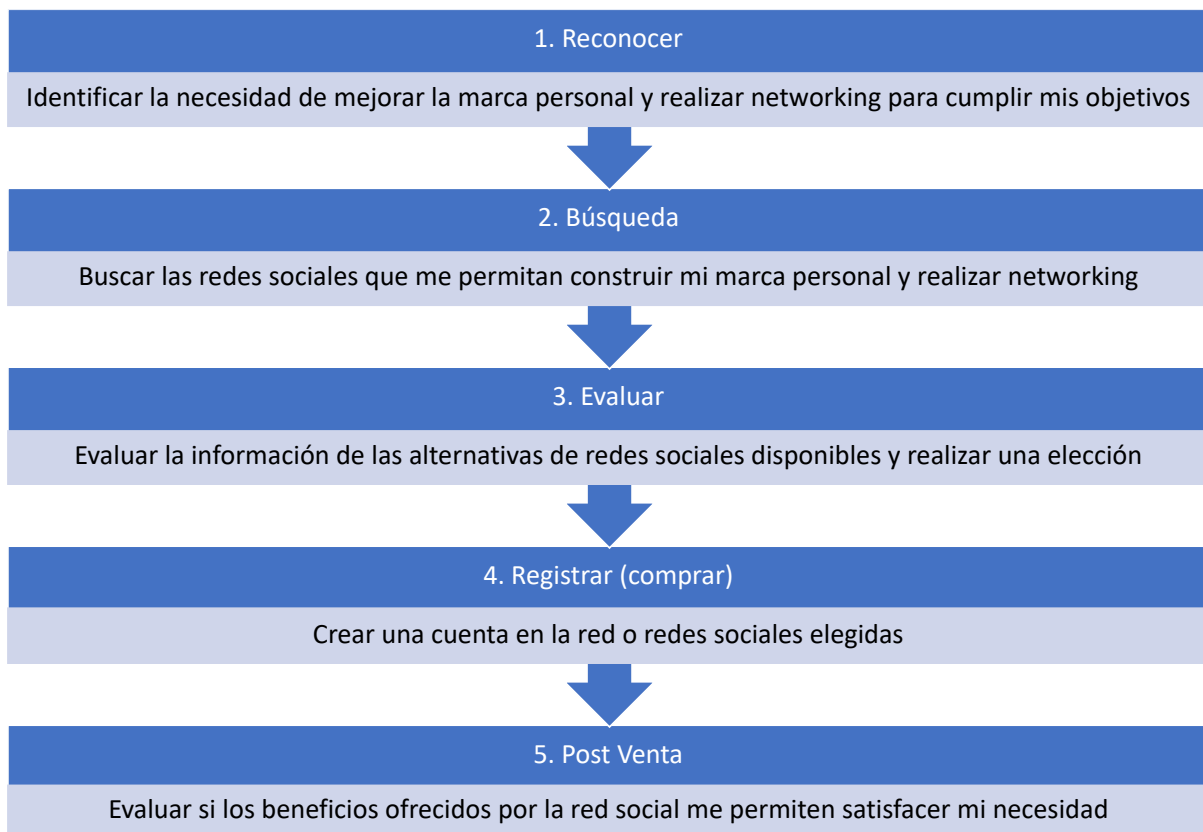 1. Reconocer
Identificar la necesidad de mejorar la marca personal y realizar networking para cumplir mis objetivos
2. Búsqueda
Buscar las redes sociales que me permitan construir mi marca personal y realizar networking
3. Evaluar
Evaluar la información de las alternativas de redes sociales disponibles y realizar una elección
4. Registrar (comprar)
Crear una cuenta en la red o redes sociales elegidas
5. Post Venta
Evaluar si los beneficios ofrecidos por la red social me permiten satisfacer mi necesidad